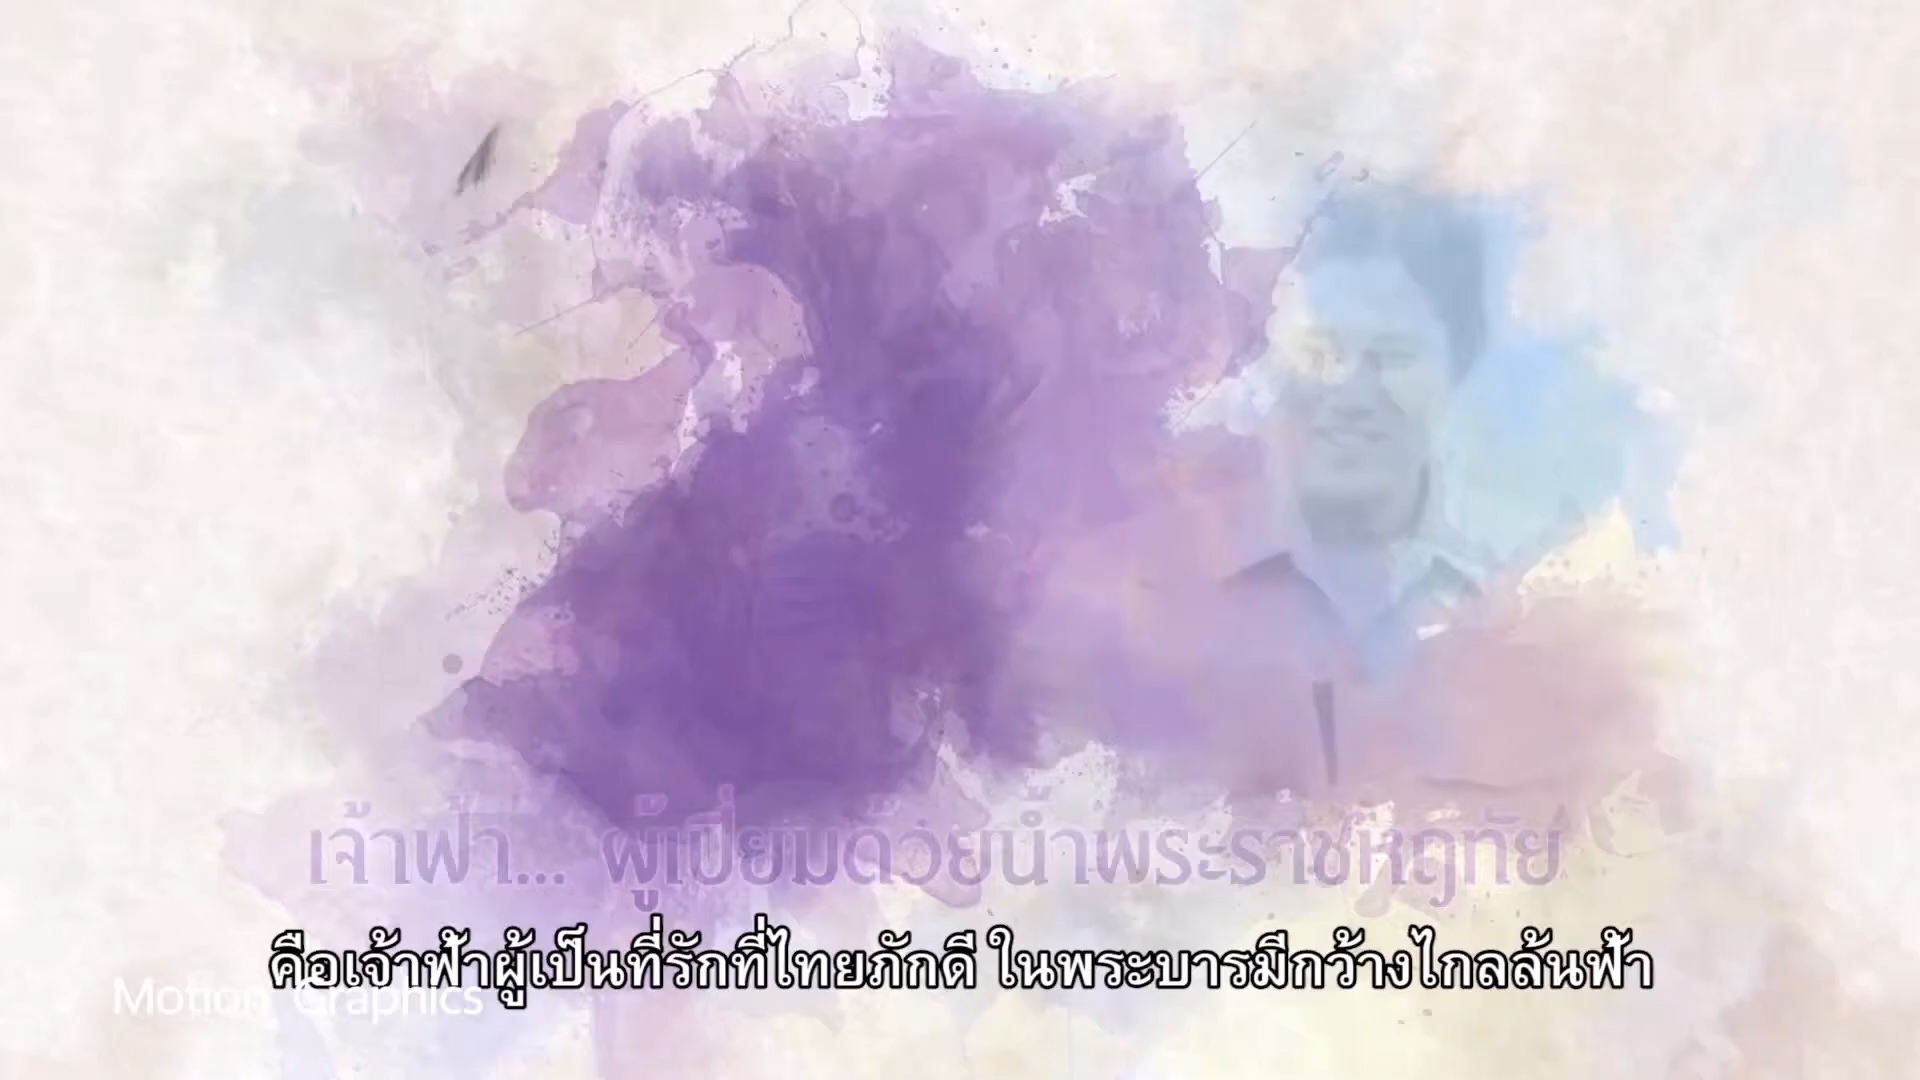 เจ้าฟ้า... ผู้เปี่ยมด้วยน้ำพระราชหฤทัย
คือเจ้าฟ้าผู้เป็นที่รักที่ไทยภักดี ในพระบารมีกว้างไกลล้นฟ้า
Motion Graphics